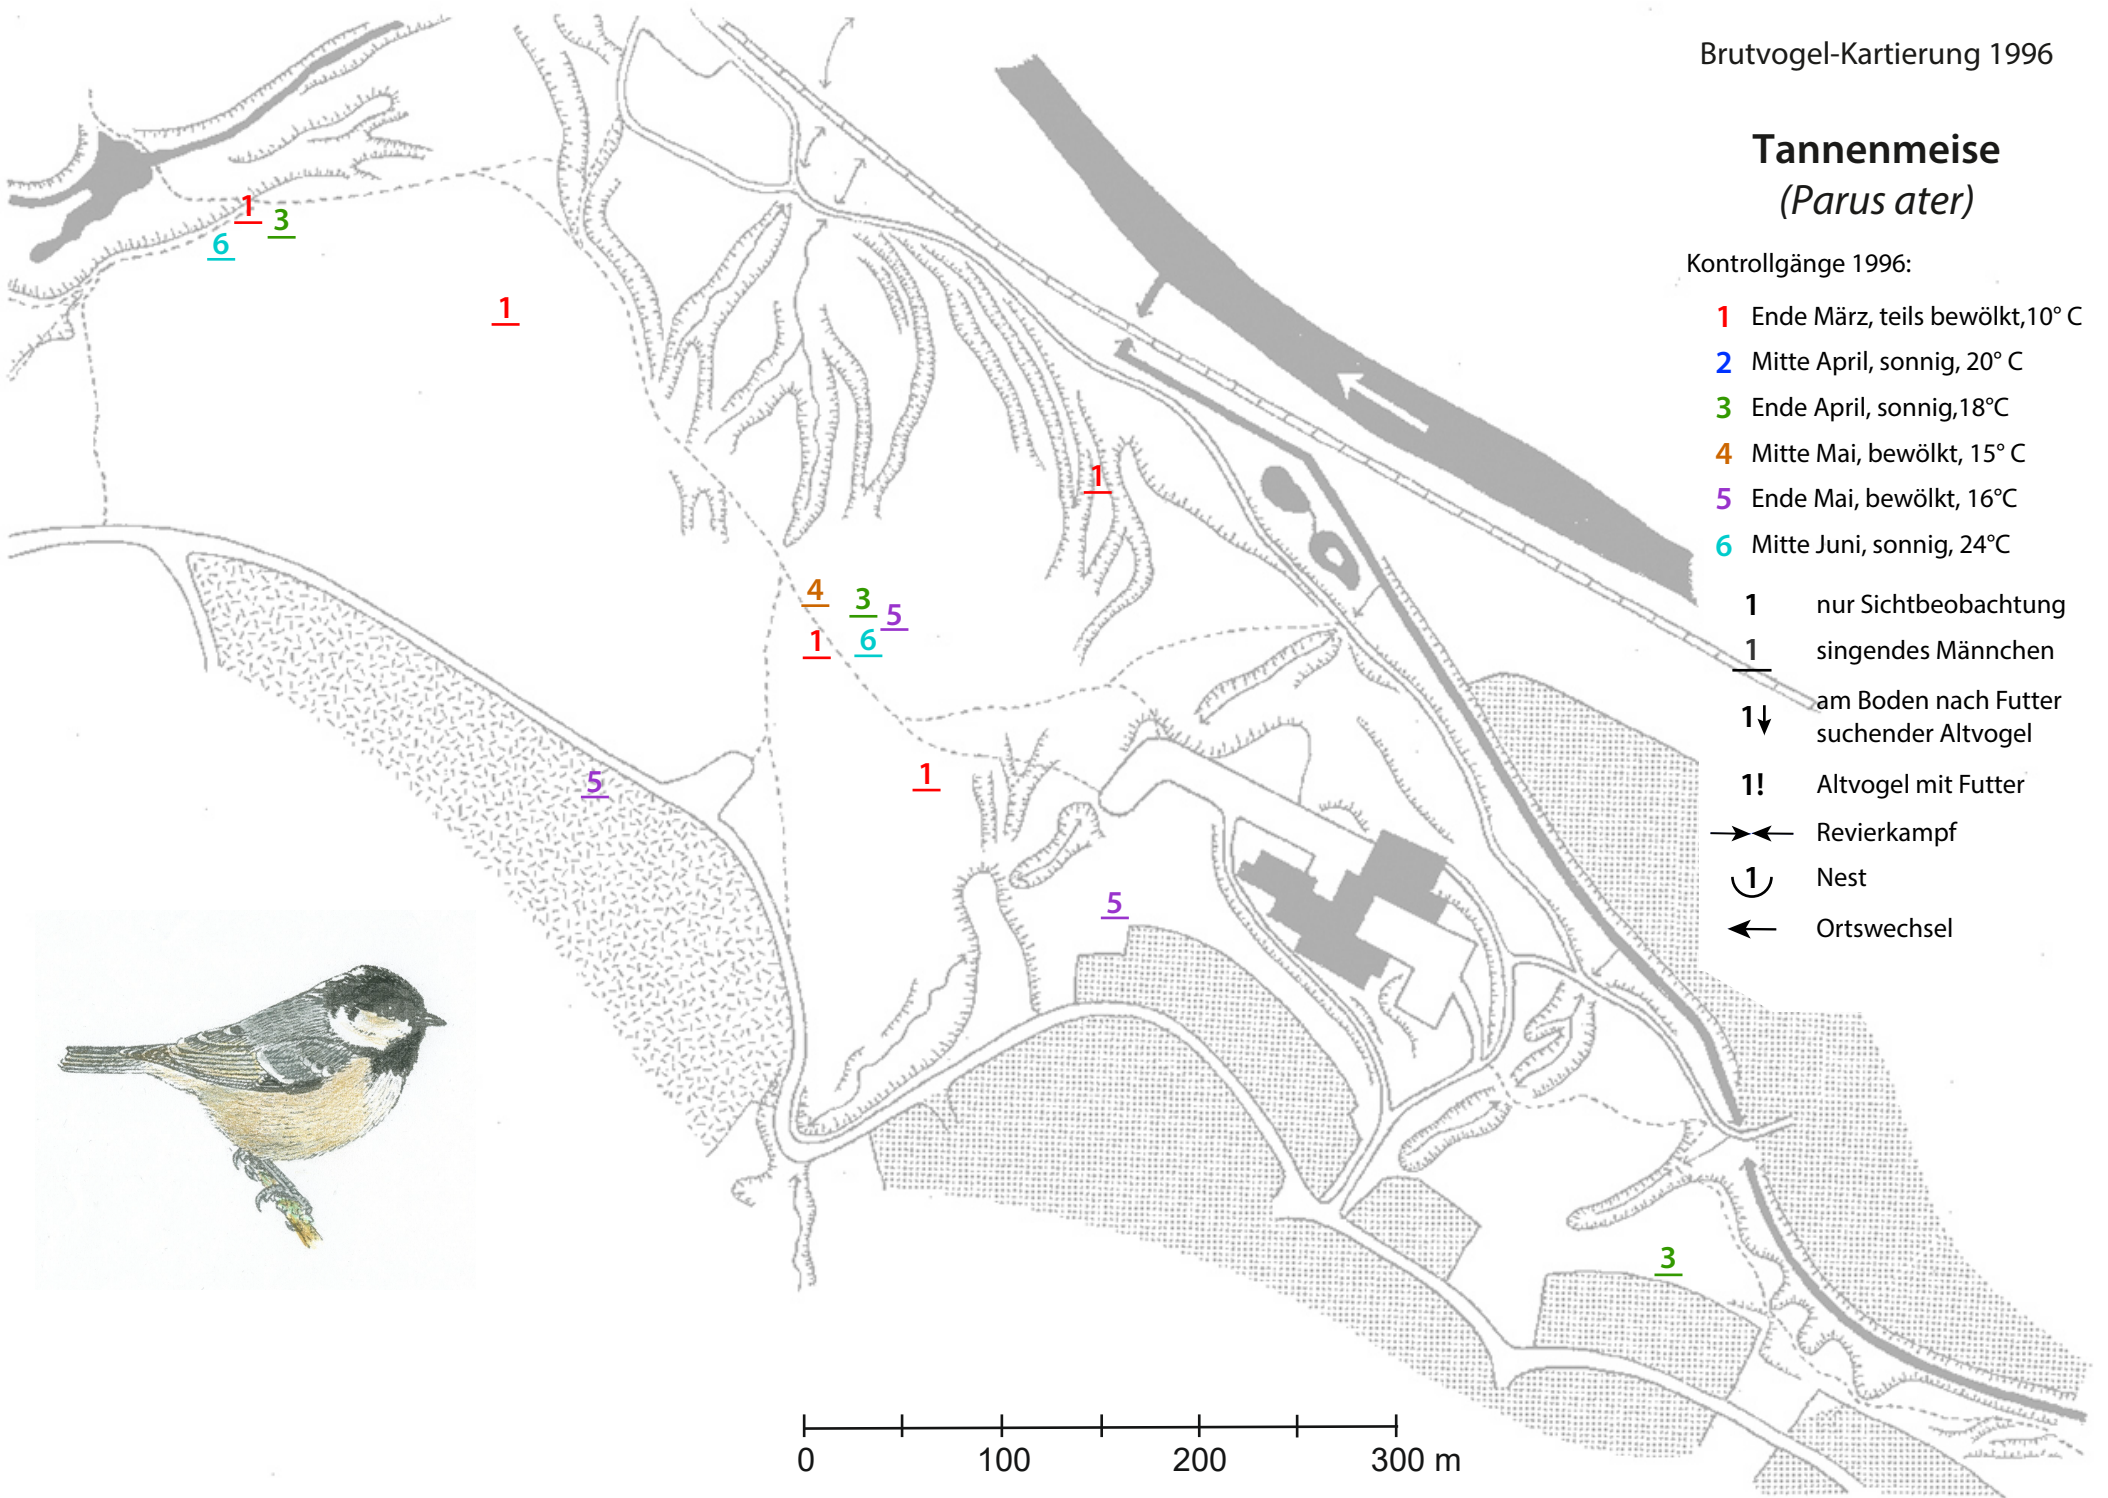 Brutvogel-Kartierung 1996
Tannenmeise
(Parus ater)
Kontrollgänge 1996:
1 Ende März, teils bewölkt,10° C
2 Mitte April, sonnig, 20° C
3 Ende April, sonnig,18°C
4 Mitte Mai, bewölkt, 15° C
5 Ende Mai, bewölkt, 16°C
6 Mitte Juni, sonnig, 24°C
1 nur Sichtbeobachtung
1 singendes Männchen
1 am Boden nach Futter
suchender Altvogel
1! Altvogel mit Futter
Revierkampf
1 Nest
Ortswechsel
1
3
6
1
1
4
3
5
1
6
1
5
5
3
0 100 200 300 m